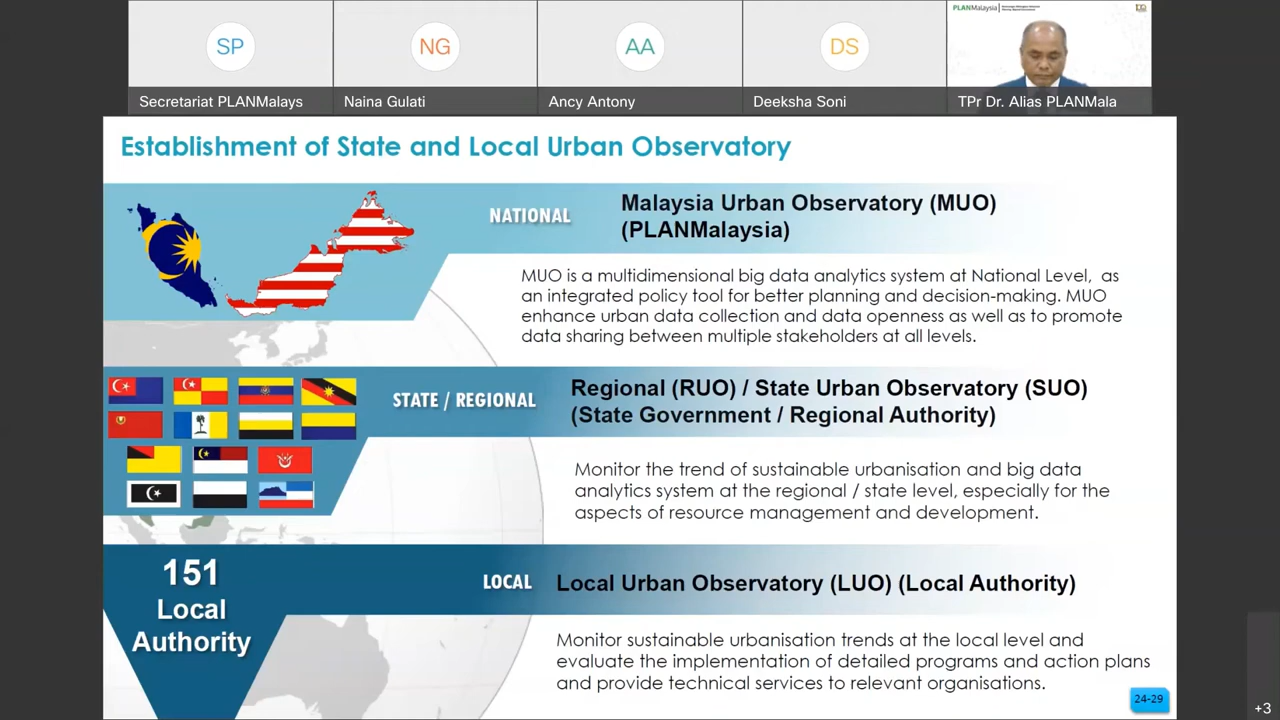 SP
NG
AA
DS
PLANMalaysia
Secretariat PLANMalays
Naina Gulati
Ancy Antony
Deeksha Soni
TPr Dr. Alias PLANMala
Establishment of State and Local Urban Observatory
NATIONAL
Malaysia Urban Observatory (MUO)
(PLANMalaysia)
MUO is a multidimensional big data analytics system at National Level, as
an integrated policy tool for better planning and decision-making. MUO
enhance urban data collection and data openness as well as to promote
data sharing between multiple stakeholders at all levels.
STATE / REGIONAL
Regional (RUO) / State Urban Observatory (SUO)
(State Government / Regional Authority)
Monitor the trend of sustainable urbanisation and big data
analytics system at the regional / state level, especially for the
aspects of resource management and development.
151
Local
Authority
LOCAL
Local Urban Observatory (LUO) (Local Authority)
Monitor sustainable urbanisation trends at the local level and
evaluate the implementation of detailed programs and action plans
and provide technical services to relevant organisations.
24-29
+3